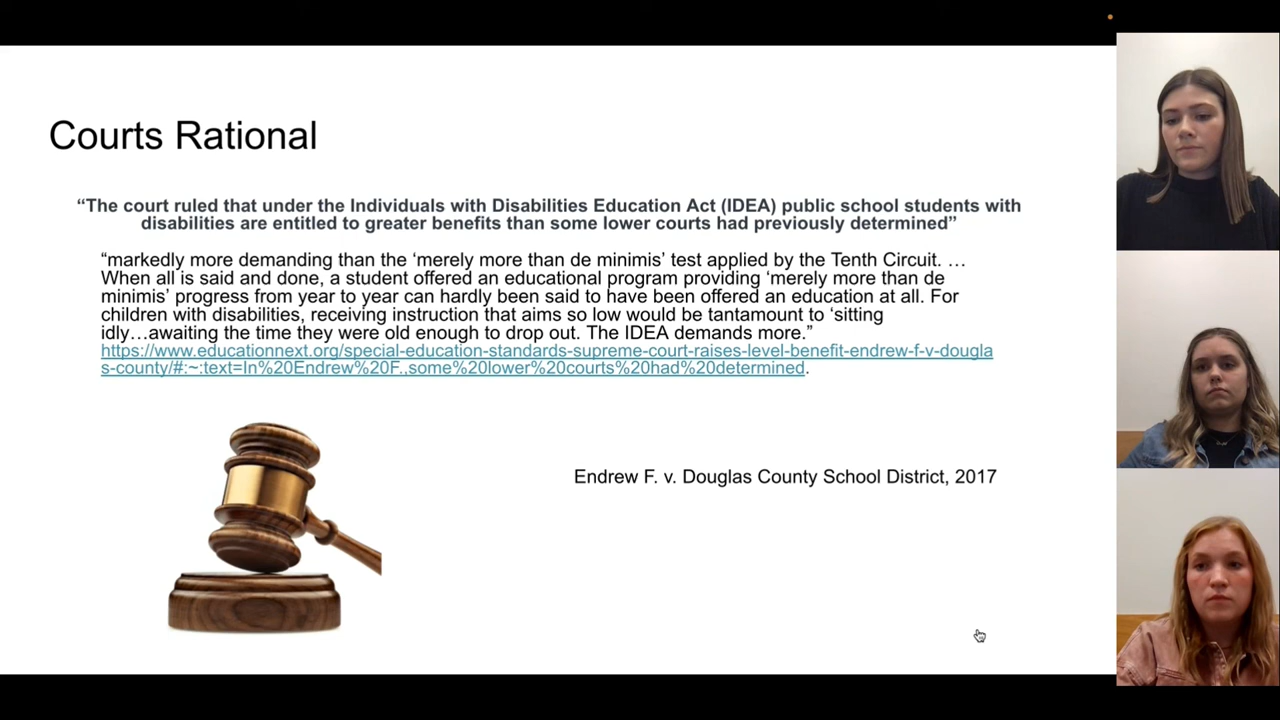 Courts Rational
“The court ruled that under the Individuals with Disabilities Education Act (IDEA) public school students with
disabilities are entitled to greater benefits than some lower courts had previously determined”
“markedly more demanding than the ‘merely more than de minimis’ test applied by the Tenth Circuit. …
When all is said and done, a student offered an educational program providing ‘merely more than de
minimis’ progress from year to year can hardly been said to have been offered an education at all. For
children with disabilities, receiving instruction that aims so low would be tantamount to ‘sitting
idly…awaiting the time they were old enough to drop out. The IDEA demands more.”
https://www.educationnext.org/special-education-standards-supreme-court-raises-level-benefit-endrew-f-v-dougla
s-county/#:~:text=In%20Endrew%20F.,some%20lower%20courts%20had%20determined.
Endrew F. v. Douglas County School District, 2017